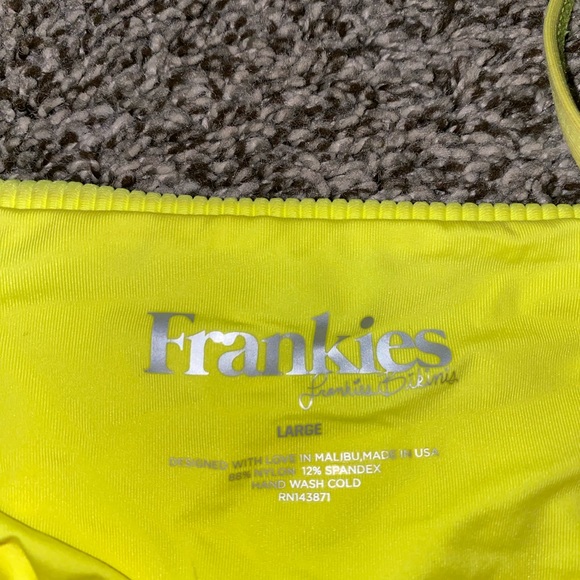 Frankies
Frankies Bikinis
LARGE
DESIGNED WITH LOVE IN MALIBU,MADE IN USA
88% NYLON 12% SPANDEX
HAND WASH COLD
RN143871